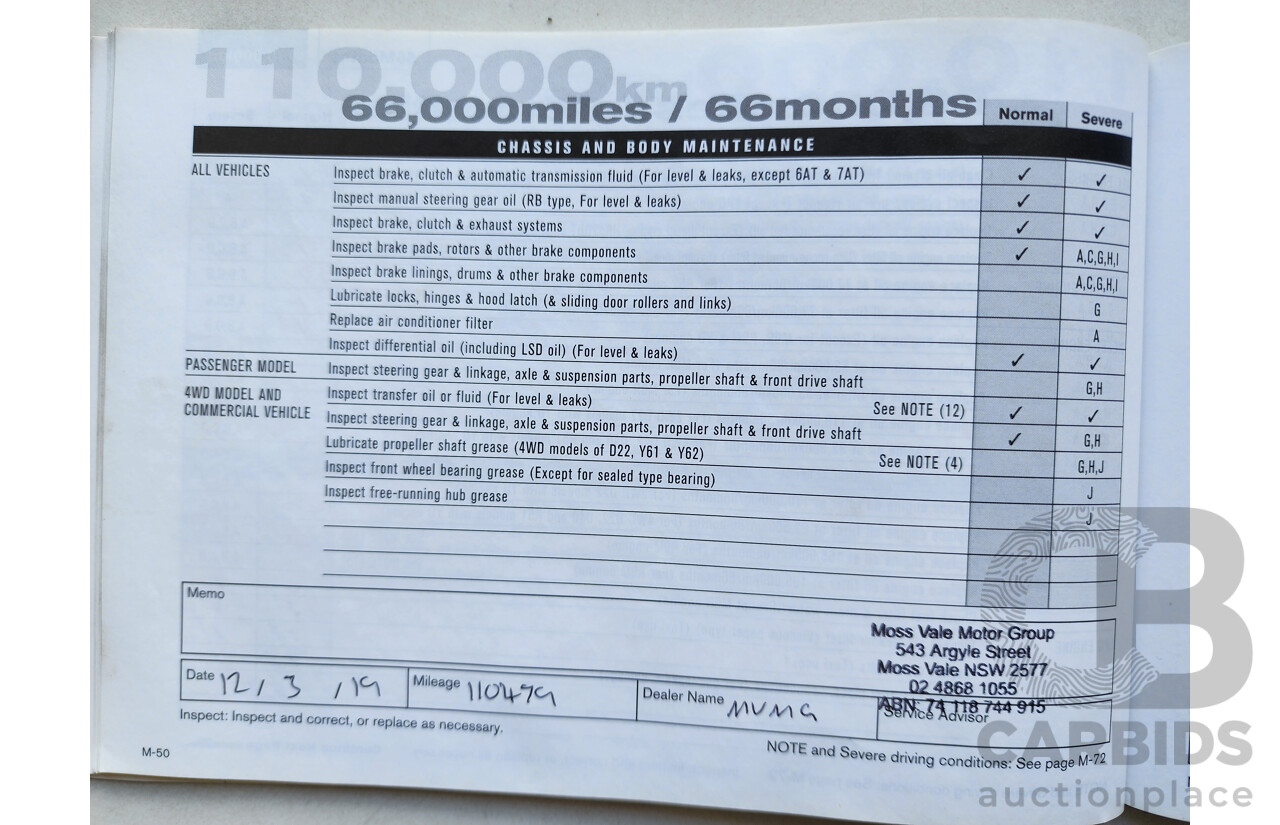 110,000km
66,000miles / 66months
Normal Severe
CHASSIS AND BODY MAINTENANCE
ALL VEHICLES Inspect brake, clutch & automatic transmission fluid (For level & leaks, except 6AT & 7AT) ✓ ✓
Inspect manual steering gear oil (RB type, For level & leaks) ✓ ✓
Inspect brake, clutch & exhaust systems ✓ ✓
Inspect brake pads, rotors & other brake components ✓ A,C,G,H,I
Inspect brake linings, drums & other brake components A,C,G,H,I
Lubricate locks, hinges & hood latch (& sliding door rollers and links) G
Replace air conditioner filter A
Inspect differential oil (including LSD oil) (For level & leaks) ✓ ✓
PASSENGER MODEL Inspect steering gear & linkage, axle & suspension parts, propeller shaft & front drive shaft G,H
4WD MODEL AND Inspect transfer oil or fluid (For level & leaks) See NOTE (12) ✓ ✓
COMMERCIAL VEHICLE Inspect steering gear & linkage, axle & suspension parts, propeller shaft & front drive shaft ✓ G,H
Lubricate propeller shaft grease (4WD models of D22, Y61 & Y62) See NOTE (4) G,H,J
Inspect front wheel bearing grease (Except for sealed type bearing) J
Inspect free-running hub grease J
Memo
Moss Vale Motor Group
543 Argyle Street
Moss Vale NSW 2577
02 4868 1055
ABN: 74 118 744 915
Date 12 / 3 / 19 Mileage 110479 Dealer Name MVMG Service Advisor
Inspect: Inspect and correct, or replace as necessary.
NOTE and Severe driving conditions: See page M-72
M-50
CARBIDS
auctionplace